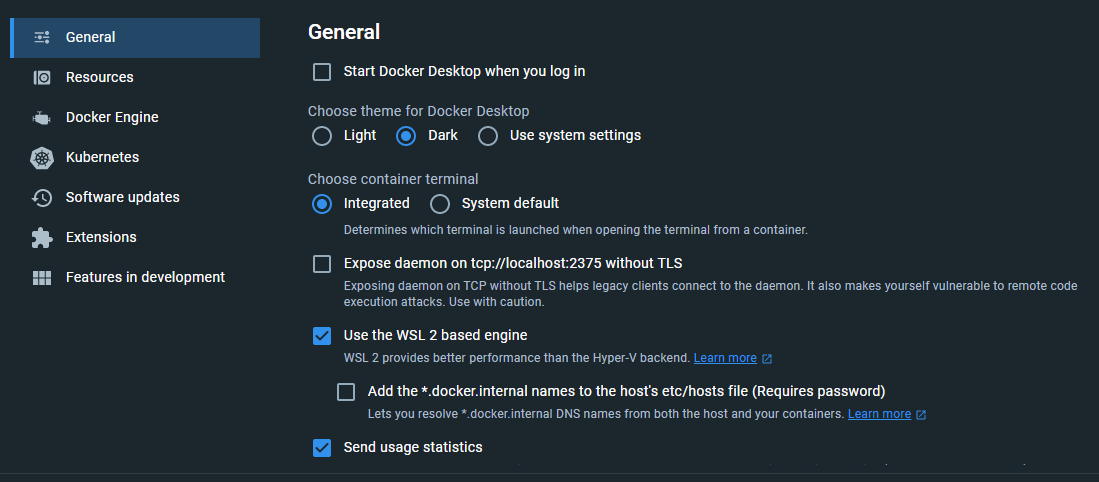 General
Resources
Docker Engine
Kubernetes
Software updates
Extensions
Features in development
General
Start Docker Desktop when you log in
Choose theme for Docker Desktop
Light Dark Use system settings
Choose container terminal
Integrated System default
Determines which terminal is launched when opening the terminal from a container.
Expose daemon on tcp://localhost:2375 without TLS
Exposing daemon on TCP without TLS helps legacy clients connect to the daemon. It also makes yourself vulnerable to remote code
execution attacks. Use with caution.
Use the WSL 2 based engine
WSL 2 provides better performance than the Hyper-V backend. Learn more
Add the *.docker.internal names to the host's etc/hosts file (Requires password)
Lets you resolve *.docker.internal DNS names from both the host and your containers. Learn more
Send usage statistics